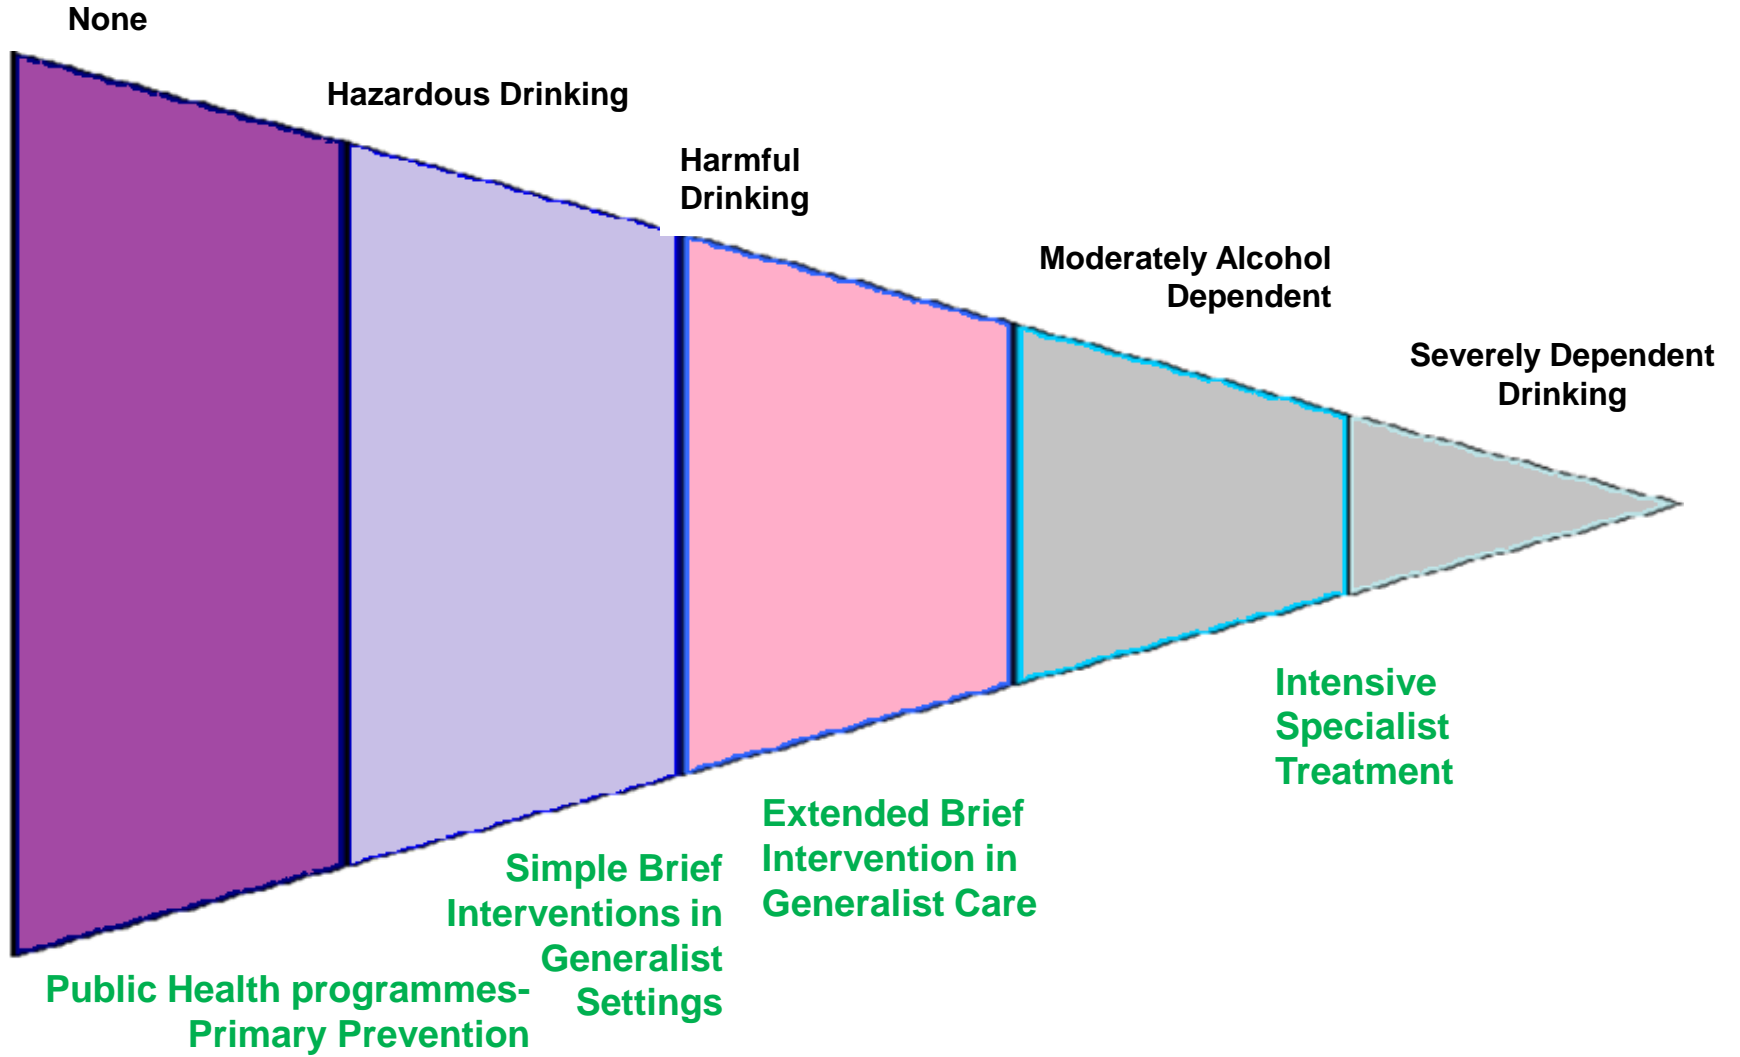 None
Hazardous Drinking
Harmful
Drinking
Moderately Alcohol
Dependent
Severely Dependent
Drinking
Intensive
Specialist
Treatment
Extended Brief
Intervention in
Generalist Care
Simple Brief
Interventions in
Generalist
Settings
Public Health programmes-
Primary Prevention